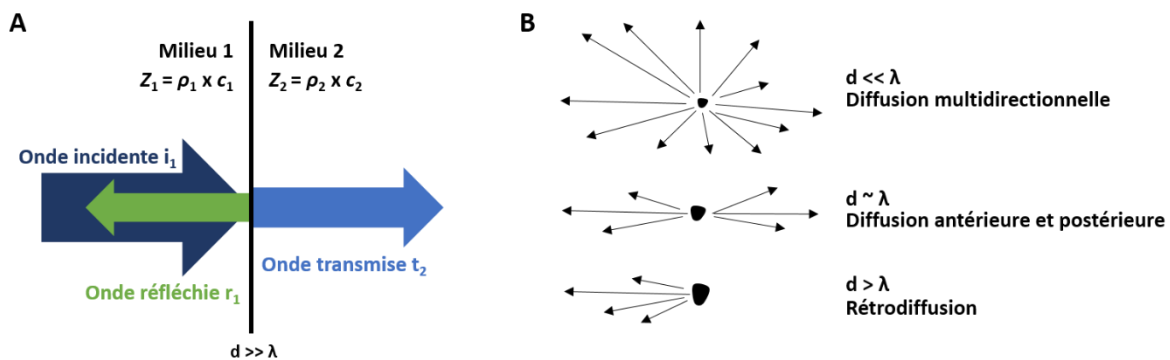 A
Milieu 1
Z₁ = ρ₁ x c₁
Milieu 2
Z₂ = ρ₂ x c₂
Onde incidente i₁
Onde transmise t₂
Onde réfléchie r₁
d >> λ
B
d << λ
Diffusion multidirectionnelle
d ~ λ
Diffusion antérieure et postérieure
d > λ
Rétrodiffusion